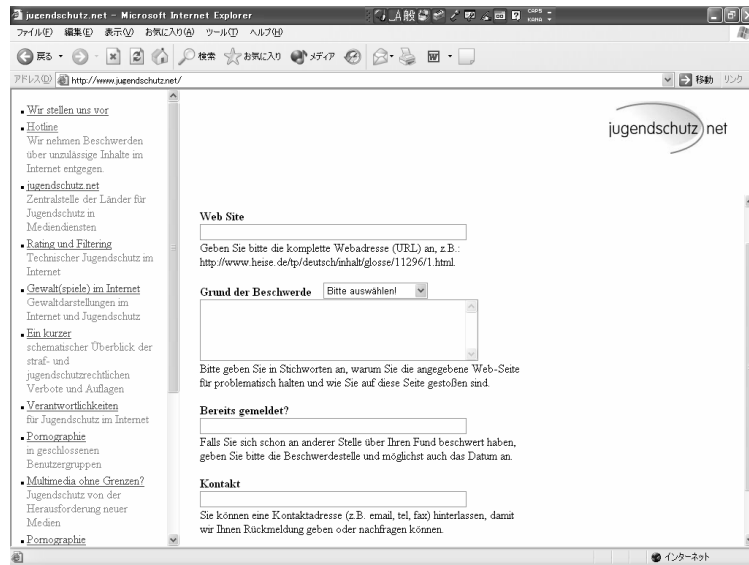 jugendschutz.net - Microsoft Internet Explorer
A般
CAPS
KANA
ファイル(F) 編集(E) 表示(V) お気に入り(A) ツール(T) ヘルプ(H)
戻る 検索 お気に入り メディア
アドレス(D) http://www.jugendschutz.net/ 移動 リンク
Wir stellen uns vor
Hotline
Wir nehmen Beschwerden
über unzulässige Inhalte im
Internet entgegen.
jugendschutz.net
Zentralstelle der Länder für
Jugendschutz in
Mediendiensten
Rating und Filtering
Technischer Jugendschutz im
Internet
Gewalt(spiele) im Internet
Gewaltdarstellungen im
Internet und Jugendschutz
Ein kurzer
schematischer Überblick der
straf- und
jugendschutzrechtlichen
Verbote und Auflagen
Verantwortlichkeiten
für Jugendschutz im Internet
Pornographie
in geschlossenen
Benutzergruppen
Multimedia ohne Grenzen?
Jugendschutz von der
Herausforderung neuer
Medien
Pornographie
jugendschutz net
Web Site
Geben Sie bitte die komplette Webadresse (URL) an, z.B.:
http://www.heise.de/tp/deutsch/inhalt/glosse/11296/1.html.
Grund der Beschwerde Bitte auswählen!
Bitte geben Sie in Stichworten an, warum Sie die angegebene Web-Seite
für problematisch halten und wie Sie auf diese Seite gestoßen sind.
Bereits gemeldet?
Falls Sie sich schon an anderer Stelle über Ihren Fund beschwert haben,
geben Sie bitte die Beschwerdestelle und möglichst auch das Datum an.
Kontakt
Sie können eine Kontaktadresse (z.B. email, tel, fax) hinterlassen, damit
wir Ihnen Rückmeldung geben oder nachfragen können.
インターネット